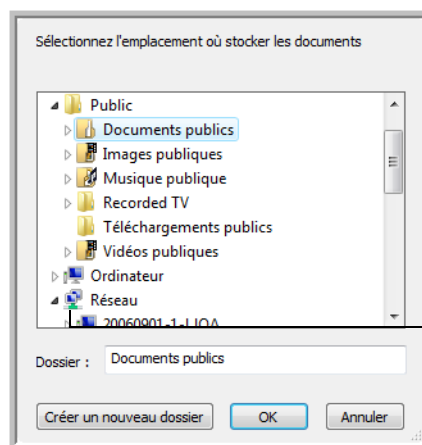 Sélectionnez l'emplacement où stocker les documents
Public
Documents publics
Images publiques
Musique publique
Recorded TV
Téléchargements publics
Vidéos publiques
Ordinateur
Réseau
Dossier : Documents publics
Créer un nouveau dossier OK Annuler